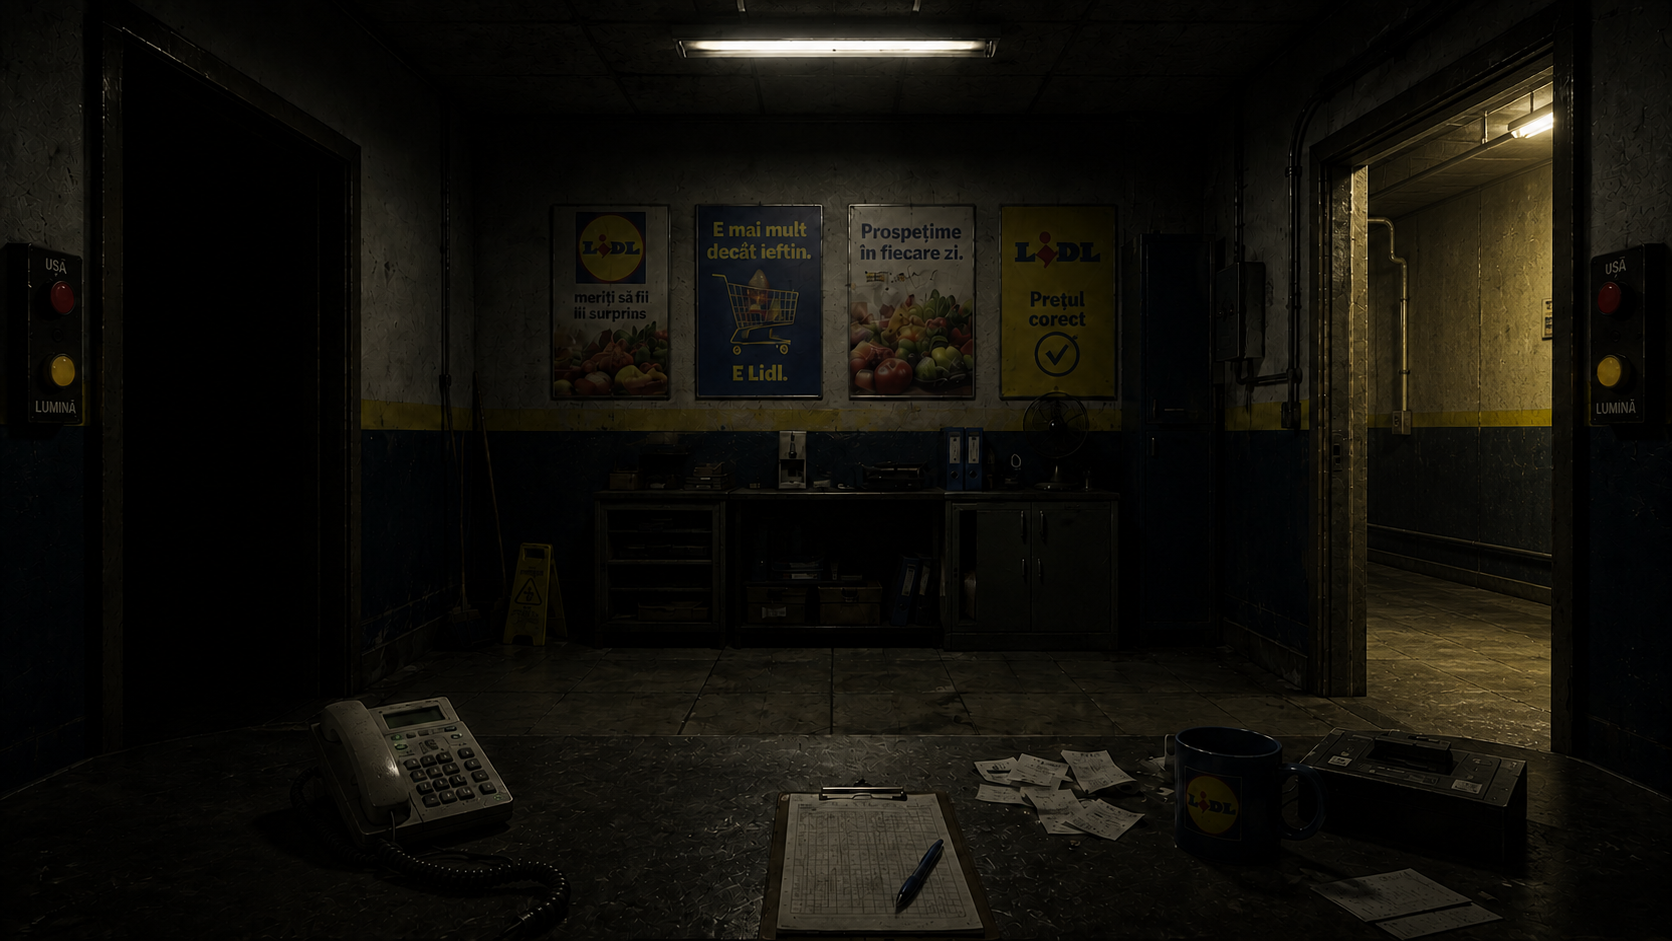 UȘĂ
LUMINĂ
LiDL
meriți să fii
iii surprins
E mai mult
decât ieftin.
E Lidl.
Prospețime
în fiecare zi.
LiDL
Prețul
corect
UȘĂ
LUMINĂ
LiDL